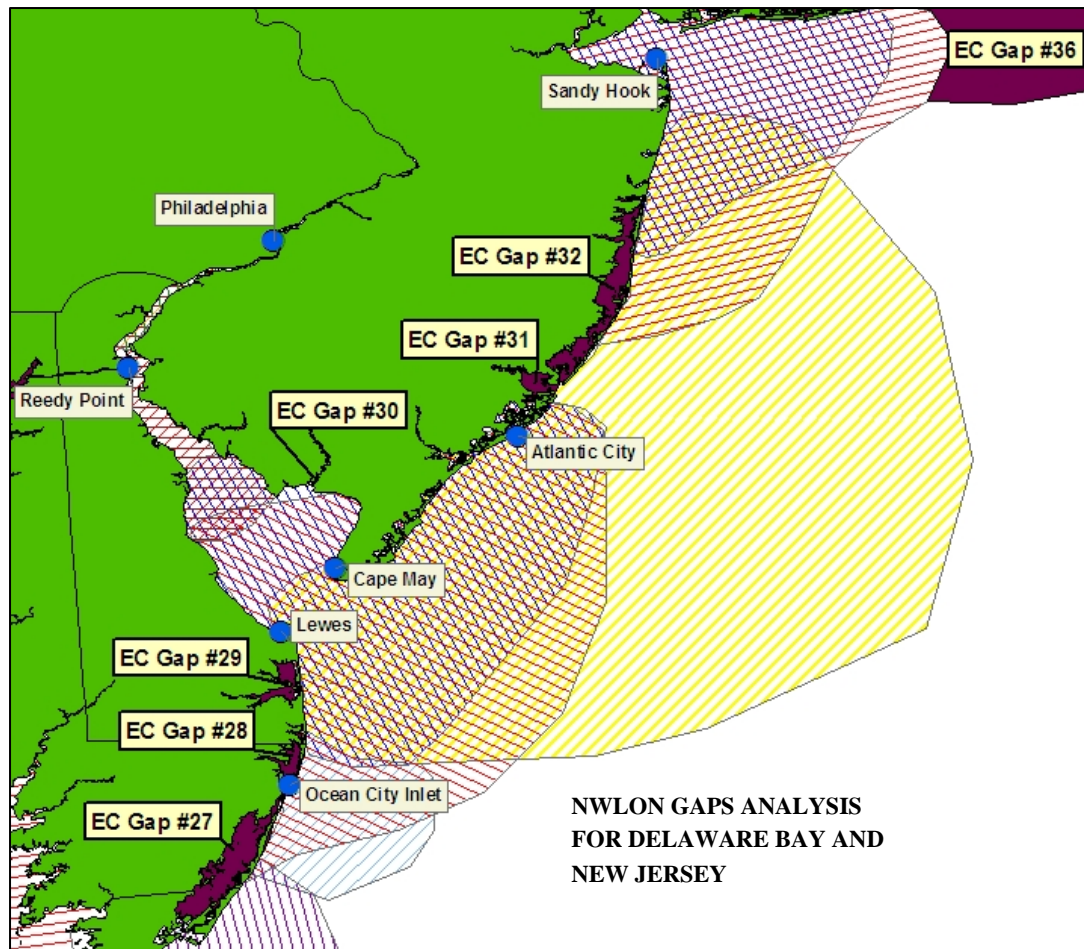 EC Gap #36
Sandy Hook
Philadelphia
EC Gap #32
EC Gap #31
Reedy Point
EC Gap #30
Atlantic City
Cape May
Lewes
EC Gap #29
EC Gap #28
Ocean City Inlet
EC Gap #27
NWLON GAPS ANALYSIS
FOR DELAWARE BAY AND
NEW JERSEY